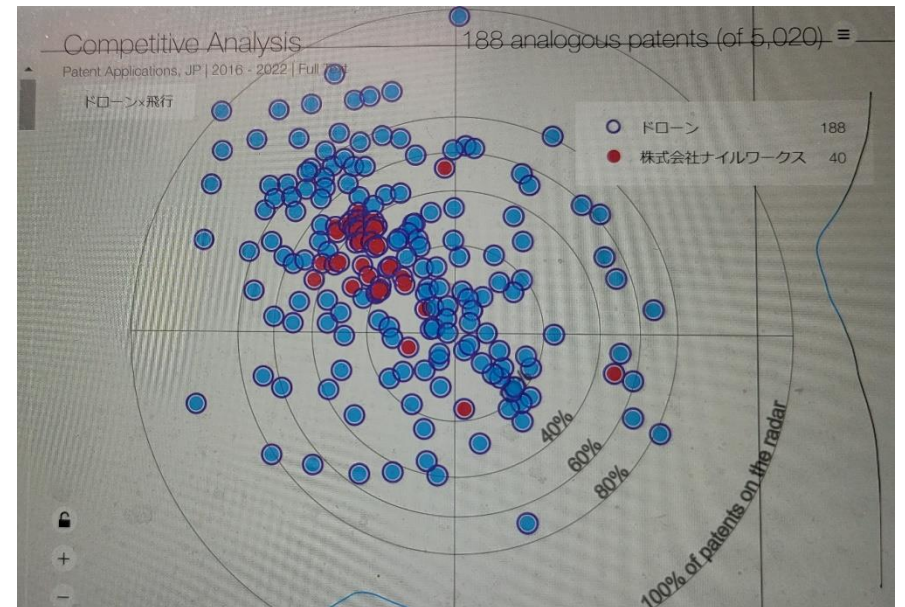 Competitive Analysis
188 analogous patents (of 5,020)
Patent Applications, JP | 2016 - 2022 | Full Text
ドローン×飛行
ドローン 188
株式会社ナイルワークス 40
40%
60%
80%
100% of patents on the radar